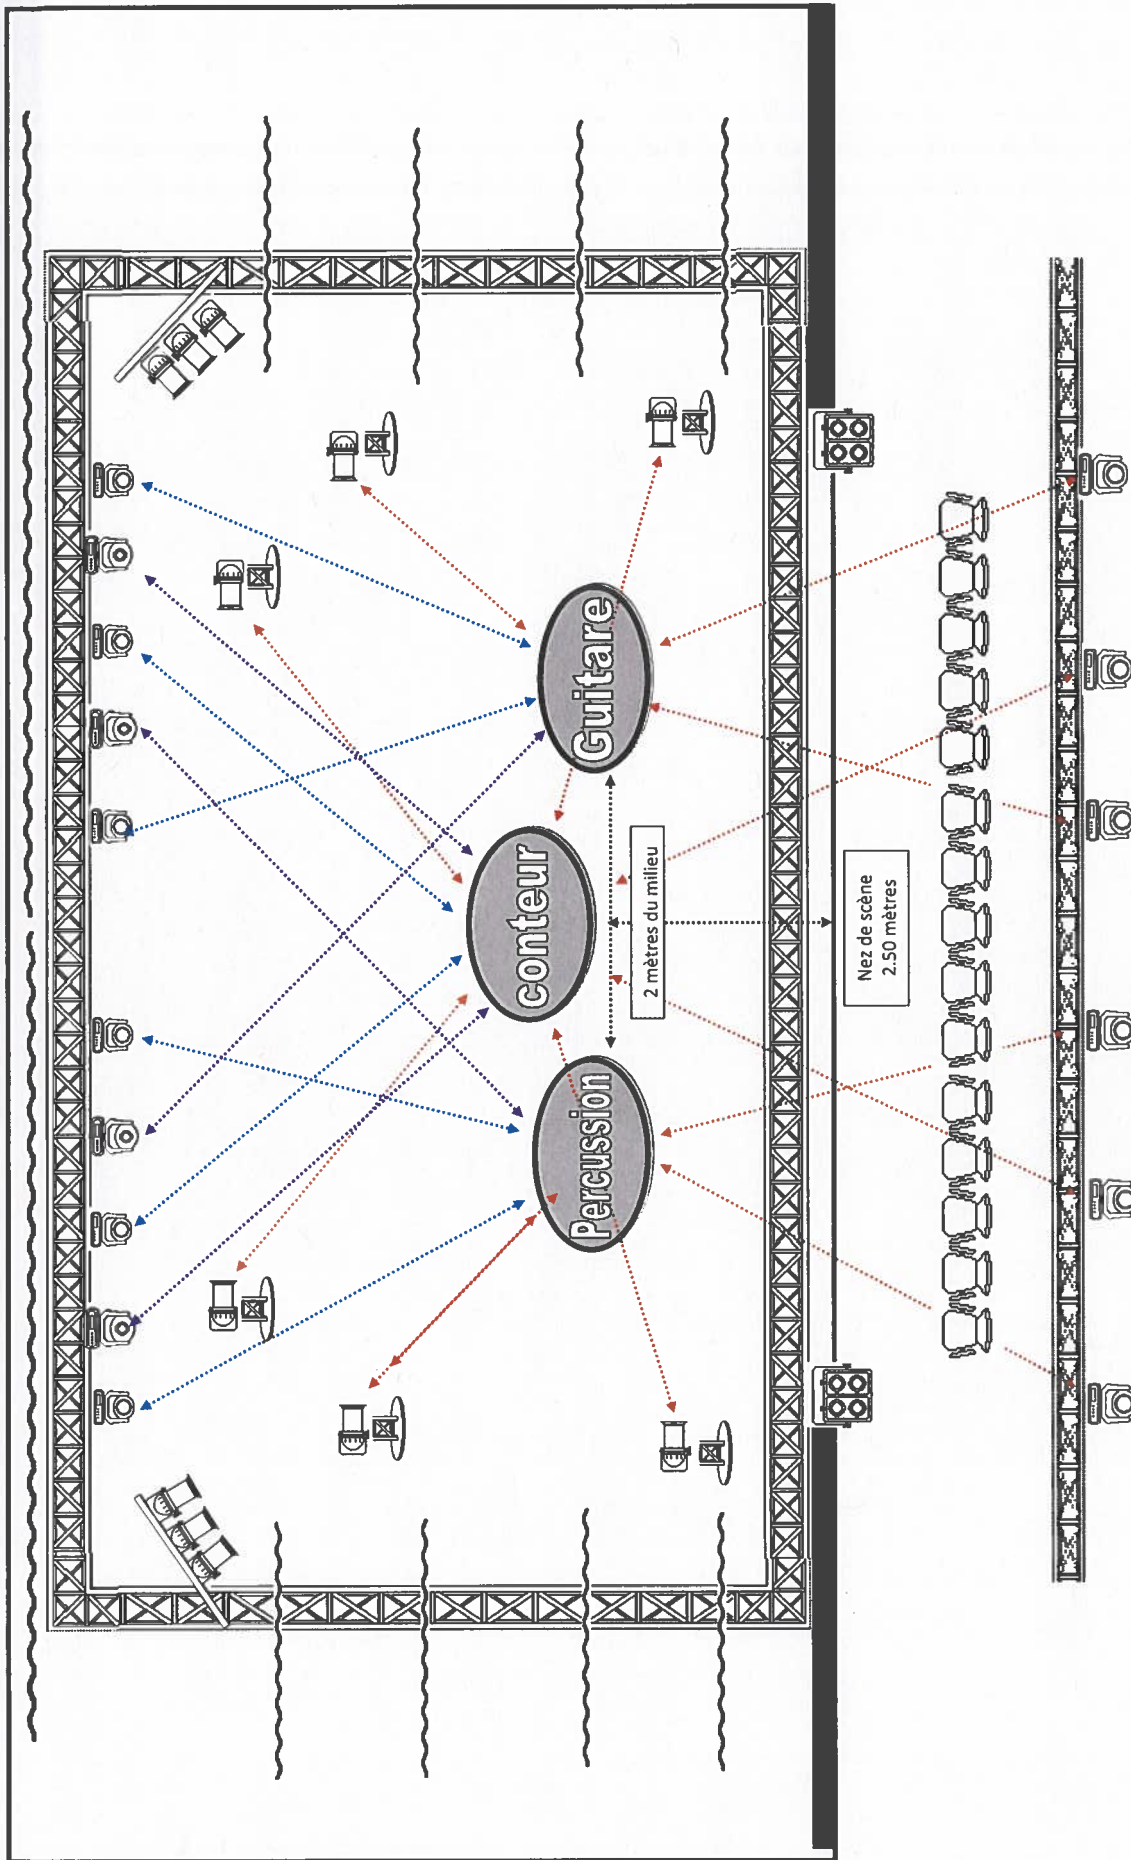 Percussion
conteur
Guitare
2 mètres du milieu
Nez de scène
2.50 mètres